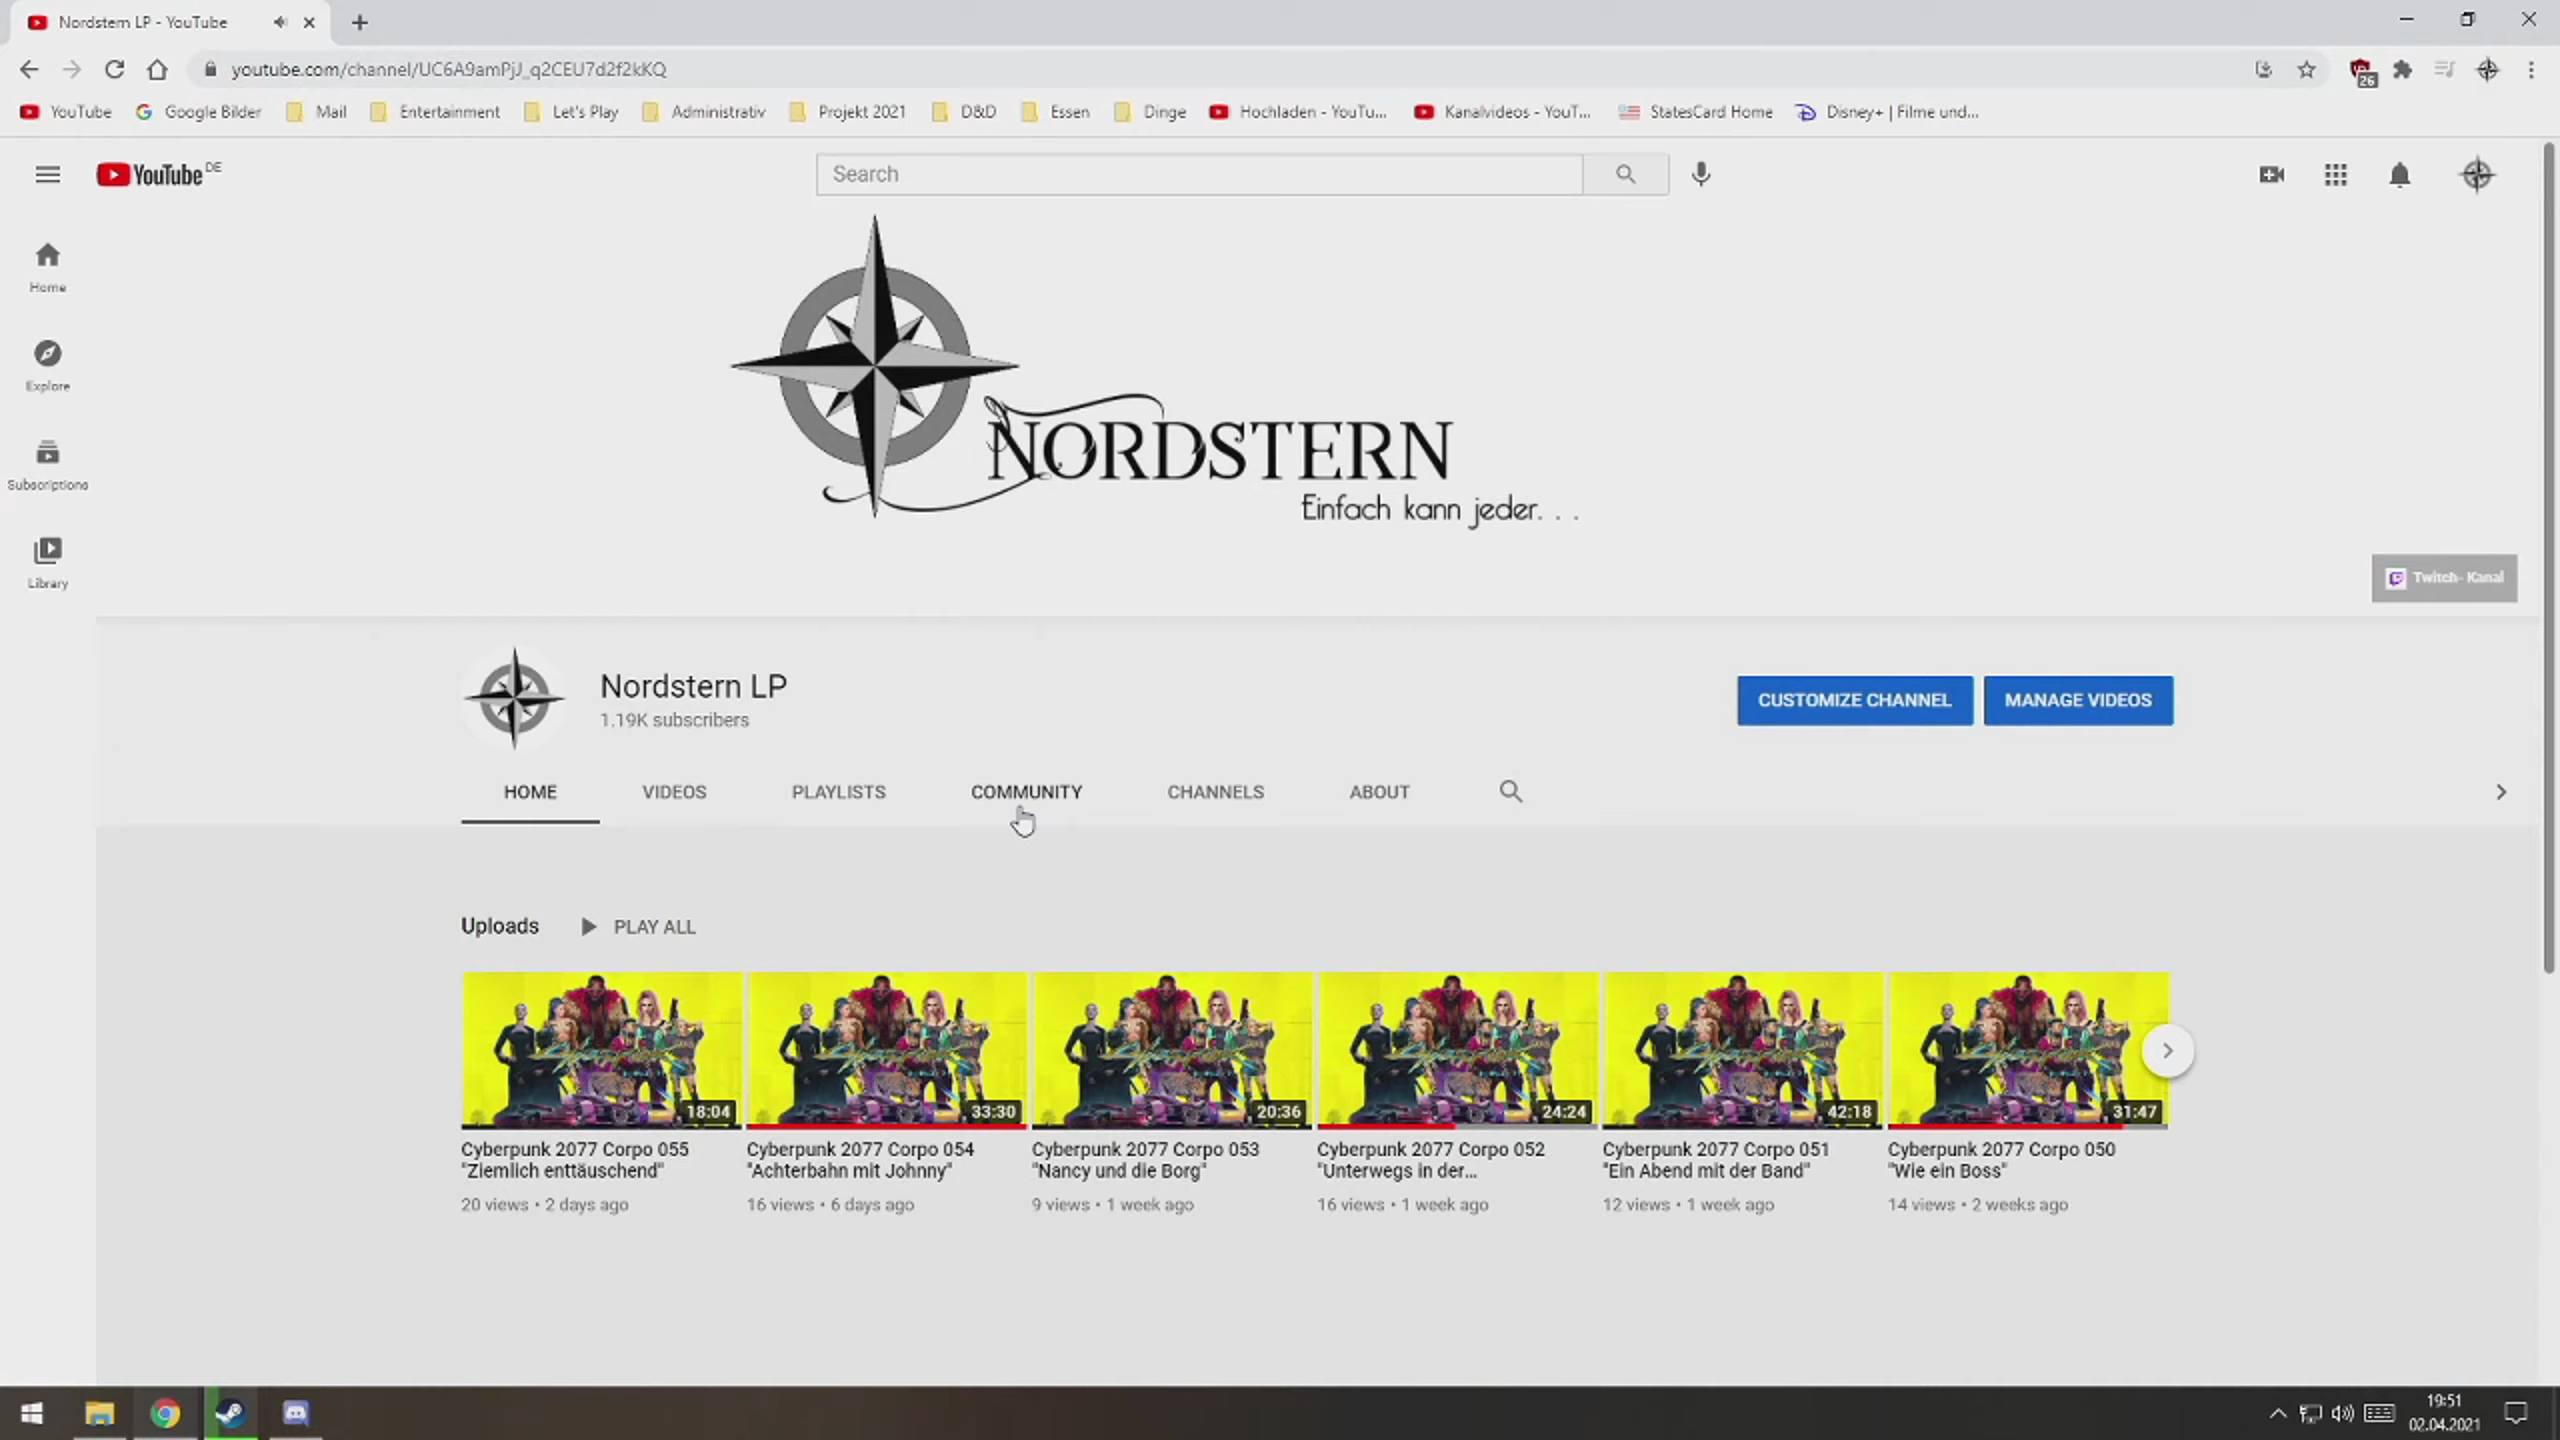 Nordstern LP - YouTube
youtube.com/channel/UC6A9amPjJ_q2CEU7d2f2kKQ
26
YouTube Google Bilder Mail Entertainment Let's Play Administrativ Projekt 2021 D&D Essen Dinge Hochladen - YouTu... Kanalvideos - YouT... StatesCard Home Disney+ | Filme und...
YouTube DE
Search
Home
Explore
Subscriptions
Library
NORDSTERN
Einfach kann jeder. . .
Twitch- Kanal
Nordstern LP
1.19K subscribers
CUSTOMIZE CHANNEL MANAGE VIDEOS
HOME VIDEOS PLAYLISTS COMMUNITY CHANNELS ABOUT
Uploads PLAY ALL
18:04 33:30 20:36 24:24 42:18 31:47
Cyberpunk 2077 Corpo 055
"Ziemlich enttäuschend"
20 views • 2 days ago
Cyberpunk 2077 Corpo 054
"Achterbahn mit Johnny"
16 views • 6 days ago
Cyberpunk 2077 Corpo 053
"Nancy und die Borg"
9 views • 1 week ago
Cyberpunk 2077 Corpo 052
"Unterwegs in der...
16 views • 1 week ago
Cyberpunk 2077 Corpo 051
"Ein Abend mit der Band"
12 views • 1 week ago
Cyberpunk 2077 Corpo 050
"Wie ein Boss"
14 views • 2 weeks ago
19:51
02.04.2021